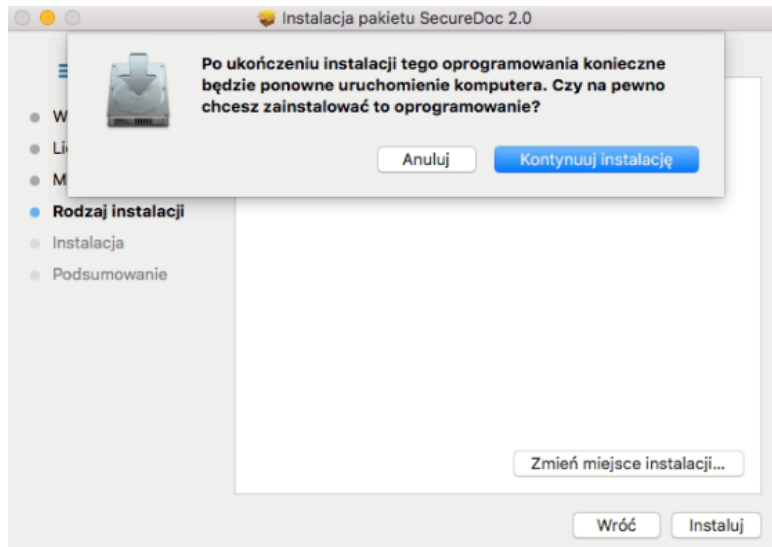 Instalacja pakietu SecureDoc 2.0
Po ukończeniu instalacji tego oprogramowania konieczne
będzie ponowne uruchomienie komputera. Czy na pewno
chcesz zainstalować to oprogramowanie?
Anuluj
Kontynuuj instalację
Rodzaj instalacji
Instalacja
Podsumowanie
Zmień miejsce instalacji...
Wróć
Instaluj